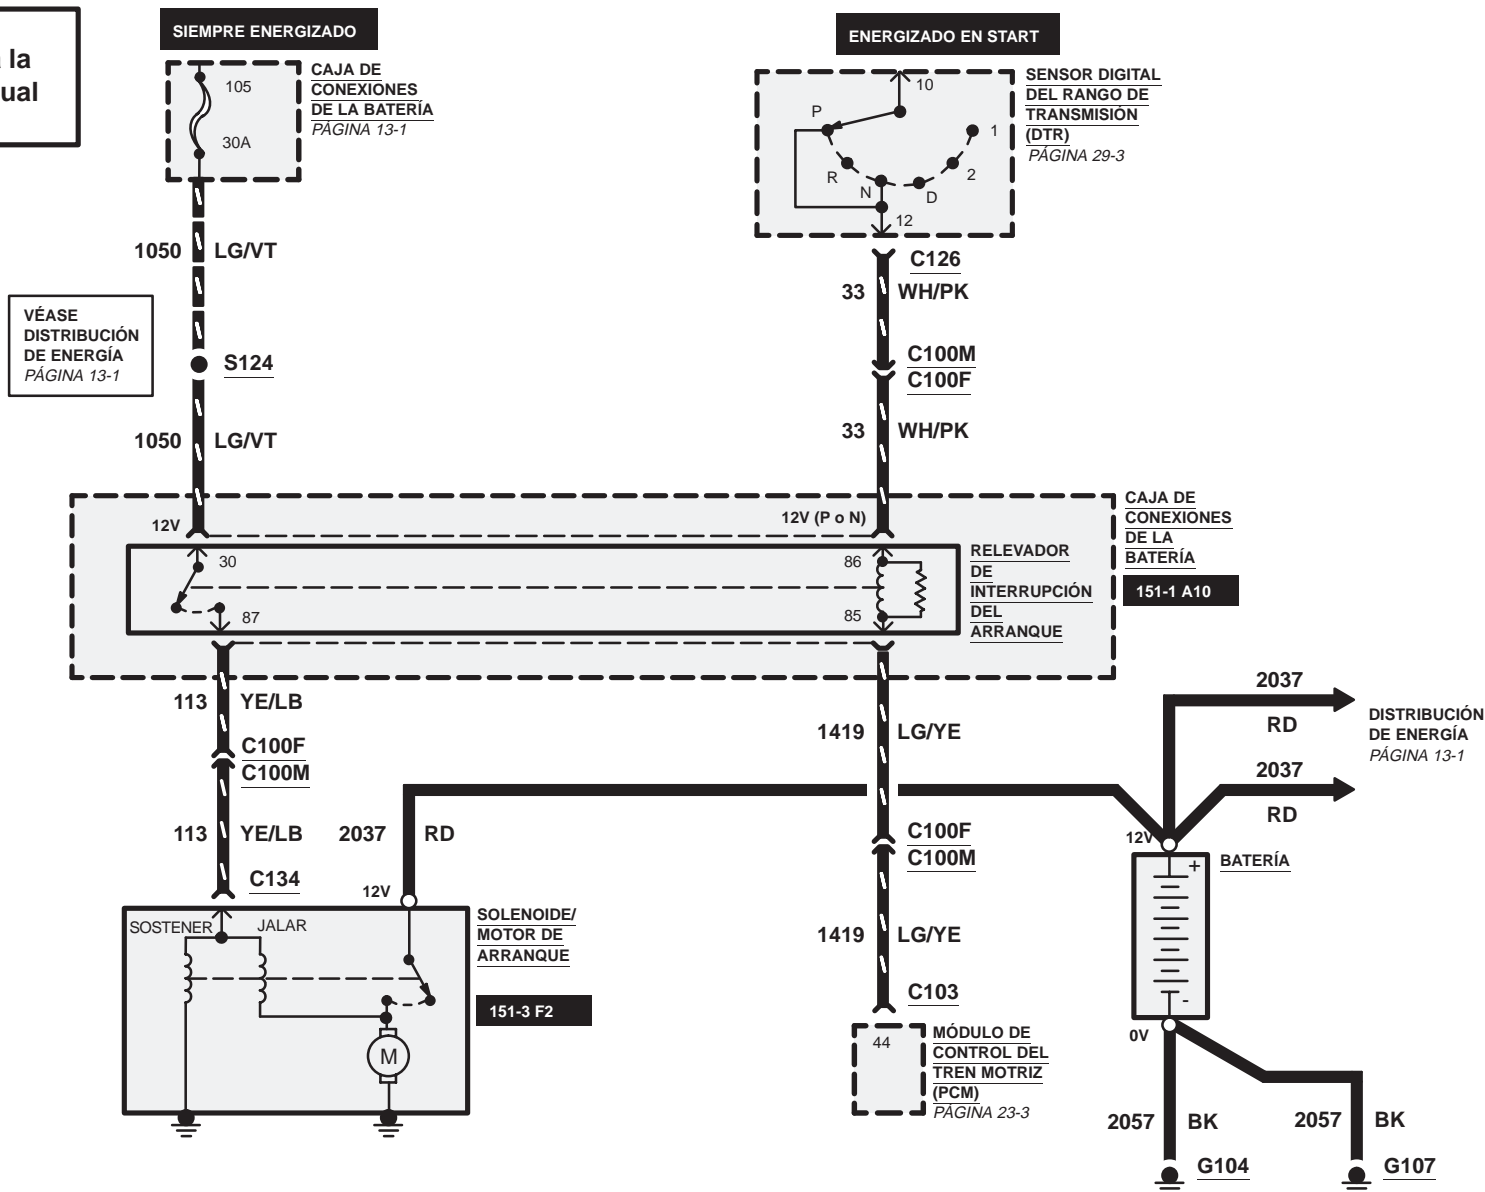 la
ual
SIEMPRE ENERGIZADO
105
30A
CAJA DE
CONEXIONES
DE LA BATERÍA
PÁGINA 13-1
ENERGIZADO EN START
10
P
R
N
D
2
1
12
SENSOR DIGITAL
DEL RANGO DE
TRANSMISIÓN
(DTR)
PÁGINA 29-3
1050 LG/VT
C126
33 WH/PK
VÉASE
DISTRIBUCIÓN
DE ENERGÍA
PÁGINA 13-1
S124
C100M
C100F
1050 LG/VT
33 WH/PK
12V
12V (P o N)
CAJA DE
CONEXIONES
DE LA
BATERÍA
151-1 A10
30
87
86
85
RELEVADOR
DE
INTERRUPCIÓN
DEL
ARRANQUE
113 YE/LB
C100F
C100M
113 YE/LB
C134
2037 RD
12V
1419 LG/YE
C100F
C100M
1419 LG/YE
C103
2037
RD
2037
RD
DISTRIBUCIÓN
DE ENERGÍA
PÁGINA 13-1
12V
+
-
BATERÍA
0V
SOSTENER
JALAR
M
SOLENOIDE/
MOTOR DE
ARRANQUE
151-3 F2
44
MÓDULO DE
CONTROL DEL
TREN MOTRIZ
(PCM)
PÁGINA 23-3
2057 BK
2057 BK
G104
G107